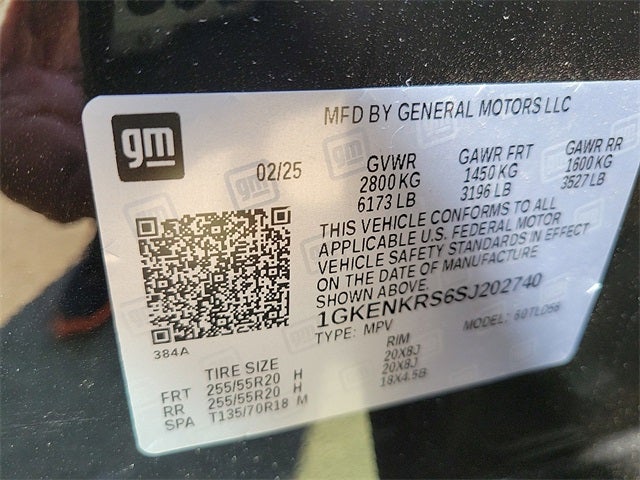 MFD BY GENERAL MOTORS LLC
gm
02/25
GVWR GAWR FRT GAWR RR
2800 KG 1450 KG 1600 KG
6173 LB 3196 LB 3527 LB
THIS VEHICLE CONFORMS TO ALL
APPLICABLE U.S. FEDERAL MOTOR
VEHICLE SAFETY STANDARDS IN EFFECT
ON THE DATE OF MANUFACTURE
SHOWN ABOVE.
1GKENKRS6SJ202740
TYPE: MPV MODEL:
384A
TIRE SIZE RIM
FRT 255/55R20 H 20X8J
RR 255/55R20 H 20X8J
SPA T135/70R18 M 18X4.5B